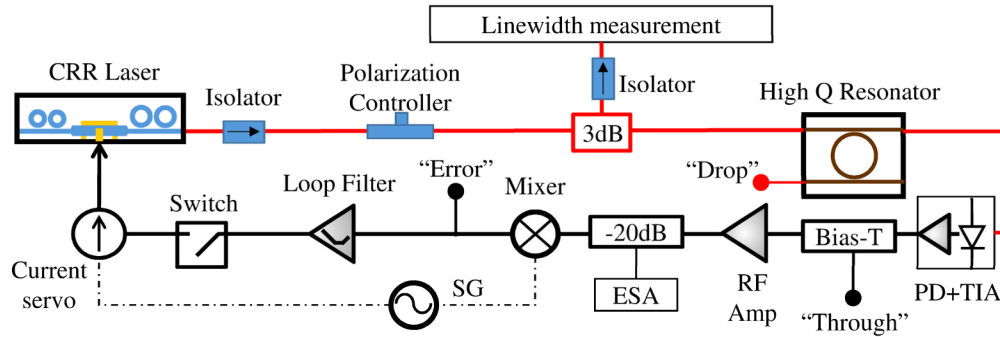 Linewidth measurement
CRR Laser
Isolator
Polarization
Controller
Isolator
3dB
High Q Resonator
“Drop”
“Error”
Mixer
Loop Filter
Switch
Current
servo
SG
-20dB
ESA
RF
Amp
Bias-T
“Through”
PD+TIA